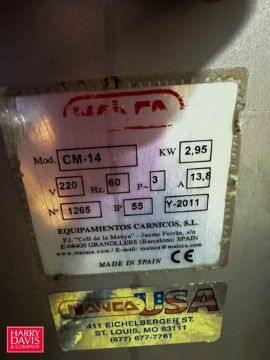 MAINCA
Mod. CM-14 KW 2,95
V 220 Hz. 60 P~ 3 A 13,8
Nº 1265 IP 55 Y-2011
EQUIPAMIENTOS CARNICOS, S.L.
P.I. "Coll de la Manya" - Jaume Ferran, s/n
E-08400 GRANOLLERS (Barcelona) SPAIN
www.mainca.com / E-mail: mainca@mainca.com
MADE IN SPAIN CE
MAINCA USA
411 EICHELBERGER ST.
ST. LOUIS, MO 63111
(877) 677-7761
HARRY
DAVIS
& COMPANY